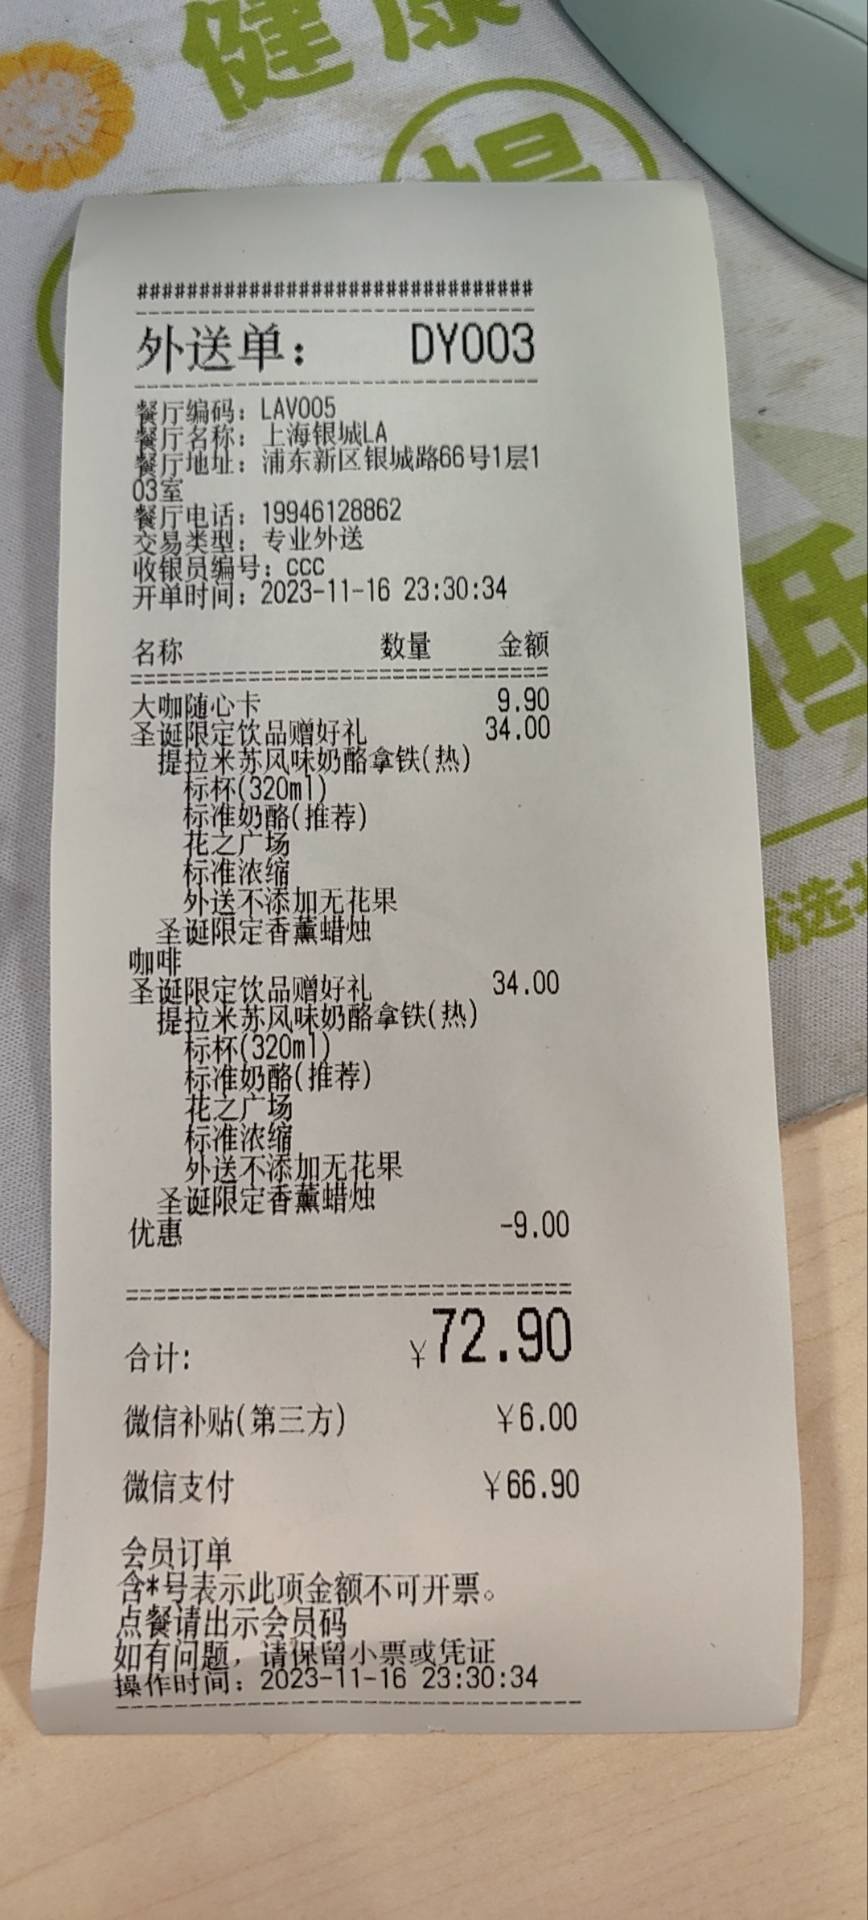 健康
################################
外送单： DY003
餐厅编码：LAV005
餐厅名称：上海银城LA
餐厅地址：浦东新区银城路66号1层1
03室
餐厅电话：19946128862
交易类型：专业外送
收银员编号：ccc
开单时间：2023-11-16 23:30:34
名称 数量 金额
大咖随心卡 9.90
圣诞限定饮品赠好礼 34.00
提拉米苏风味奶酪拿铁(热)
标杯(320ml)
标准奶酪(推荐)
花之广场
标准浓缩
外送不添加无花果
圣诞限定香薰蜡烛
咖啡
圣诞限定饮品赠好礼 34.00
提拉米苏风味奶酪拿铁(热)
标杯(320ml)
标准奶酪(推荐)
花之广场
标准浓缩
外送不添加无花果
圣诞限定香薰蜡烛
优惠 -9.00
合计: ￥72.90
微信补贴(第三方) ￥6.00
微信支付 ￥66.90
会员订单
含*号表示此项金额不可开票。
点餐请出示会员码
如有问题，请保留小票或凭证
操作时间：2023-11-16 23:30:34